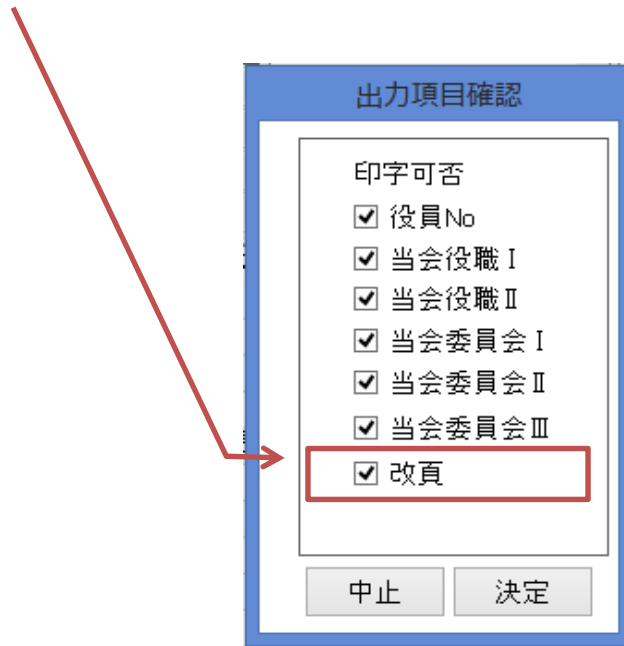 出力項目確認
印字可否
役員No
当会役職Ⅰ
当会役職Ⅱ
当会委員会Ⅰ
当会委員会Ⅱ
当会委員会Ⅲ
改頁
中止 決定